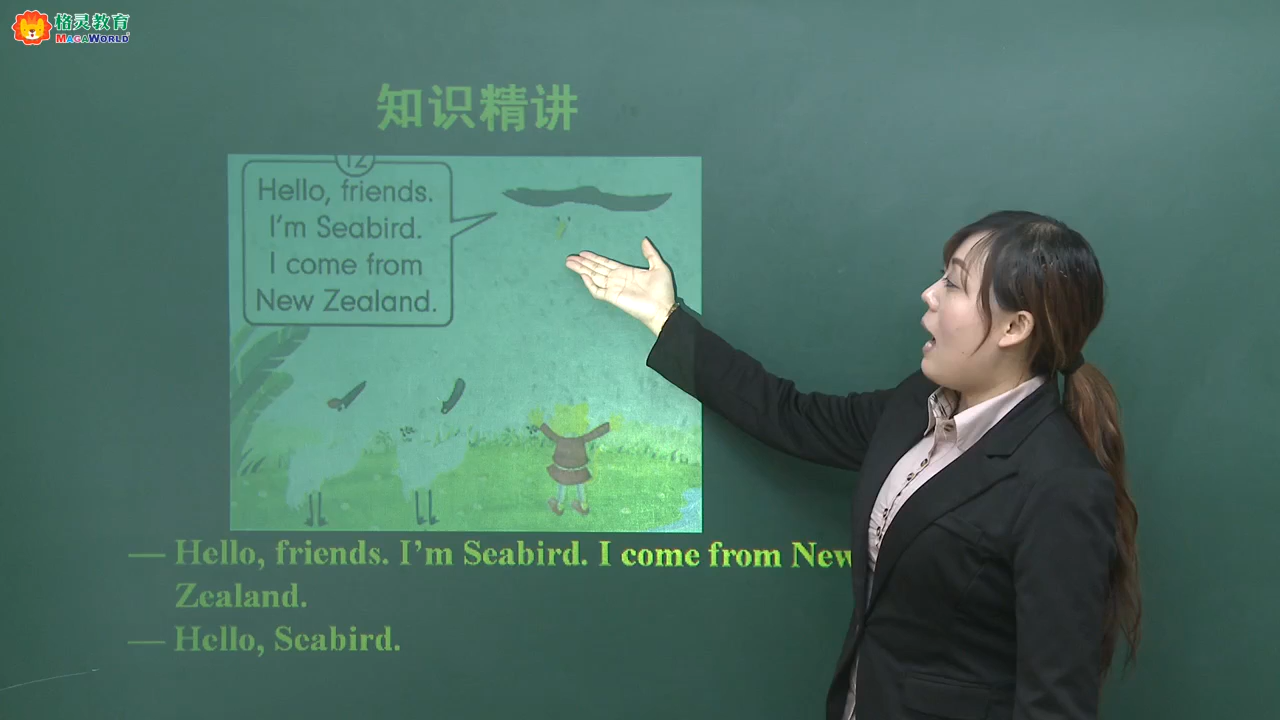 格灵教育
MAGAWORLD
知识精讲
12
Hello, friends.
I'm Seabird.
I come from
New Zealand.
— Hello, friends. I'm Seabird. I come from New
Zealand.
— Hello, Seabird.